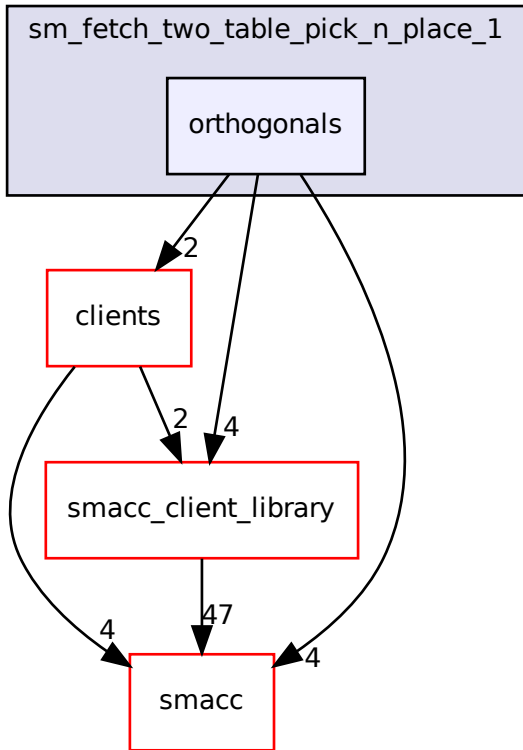 sm_fetch_two_table_pick_n_place_1
orthogonals
2
clients
2
4
smacc_client_library
47
4
4
smacc